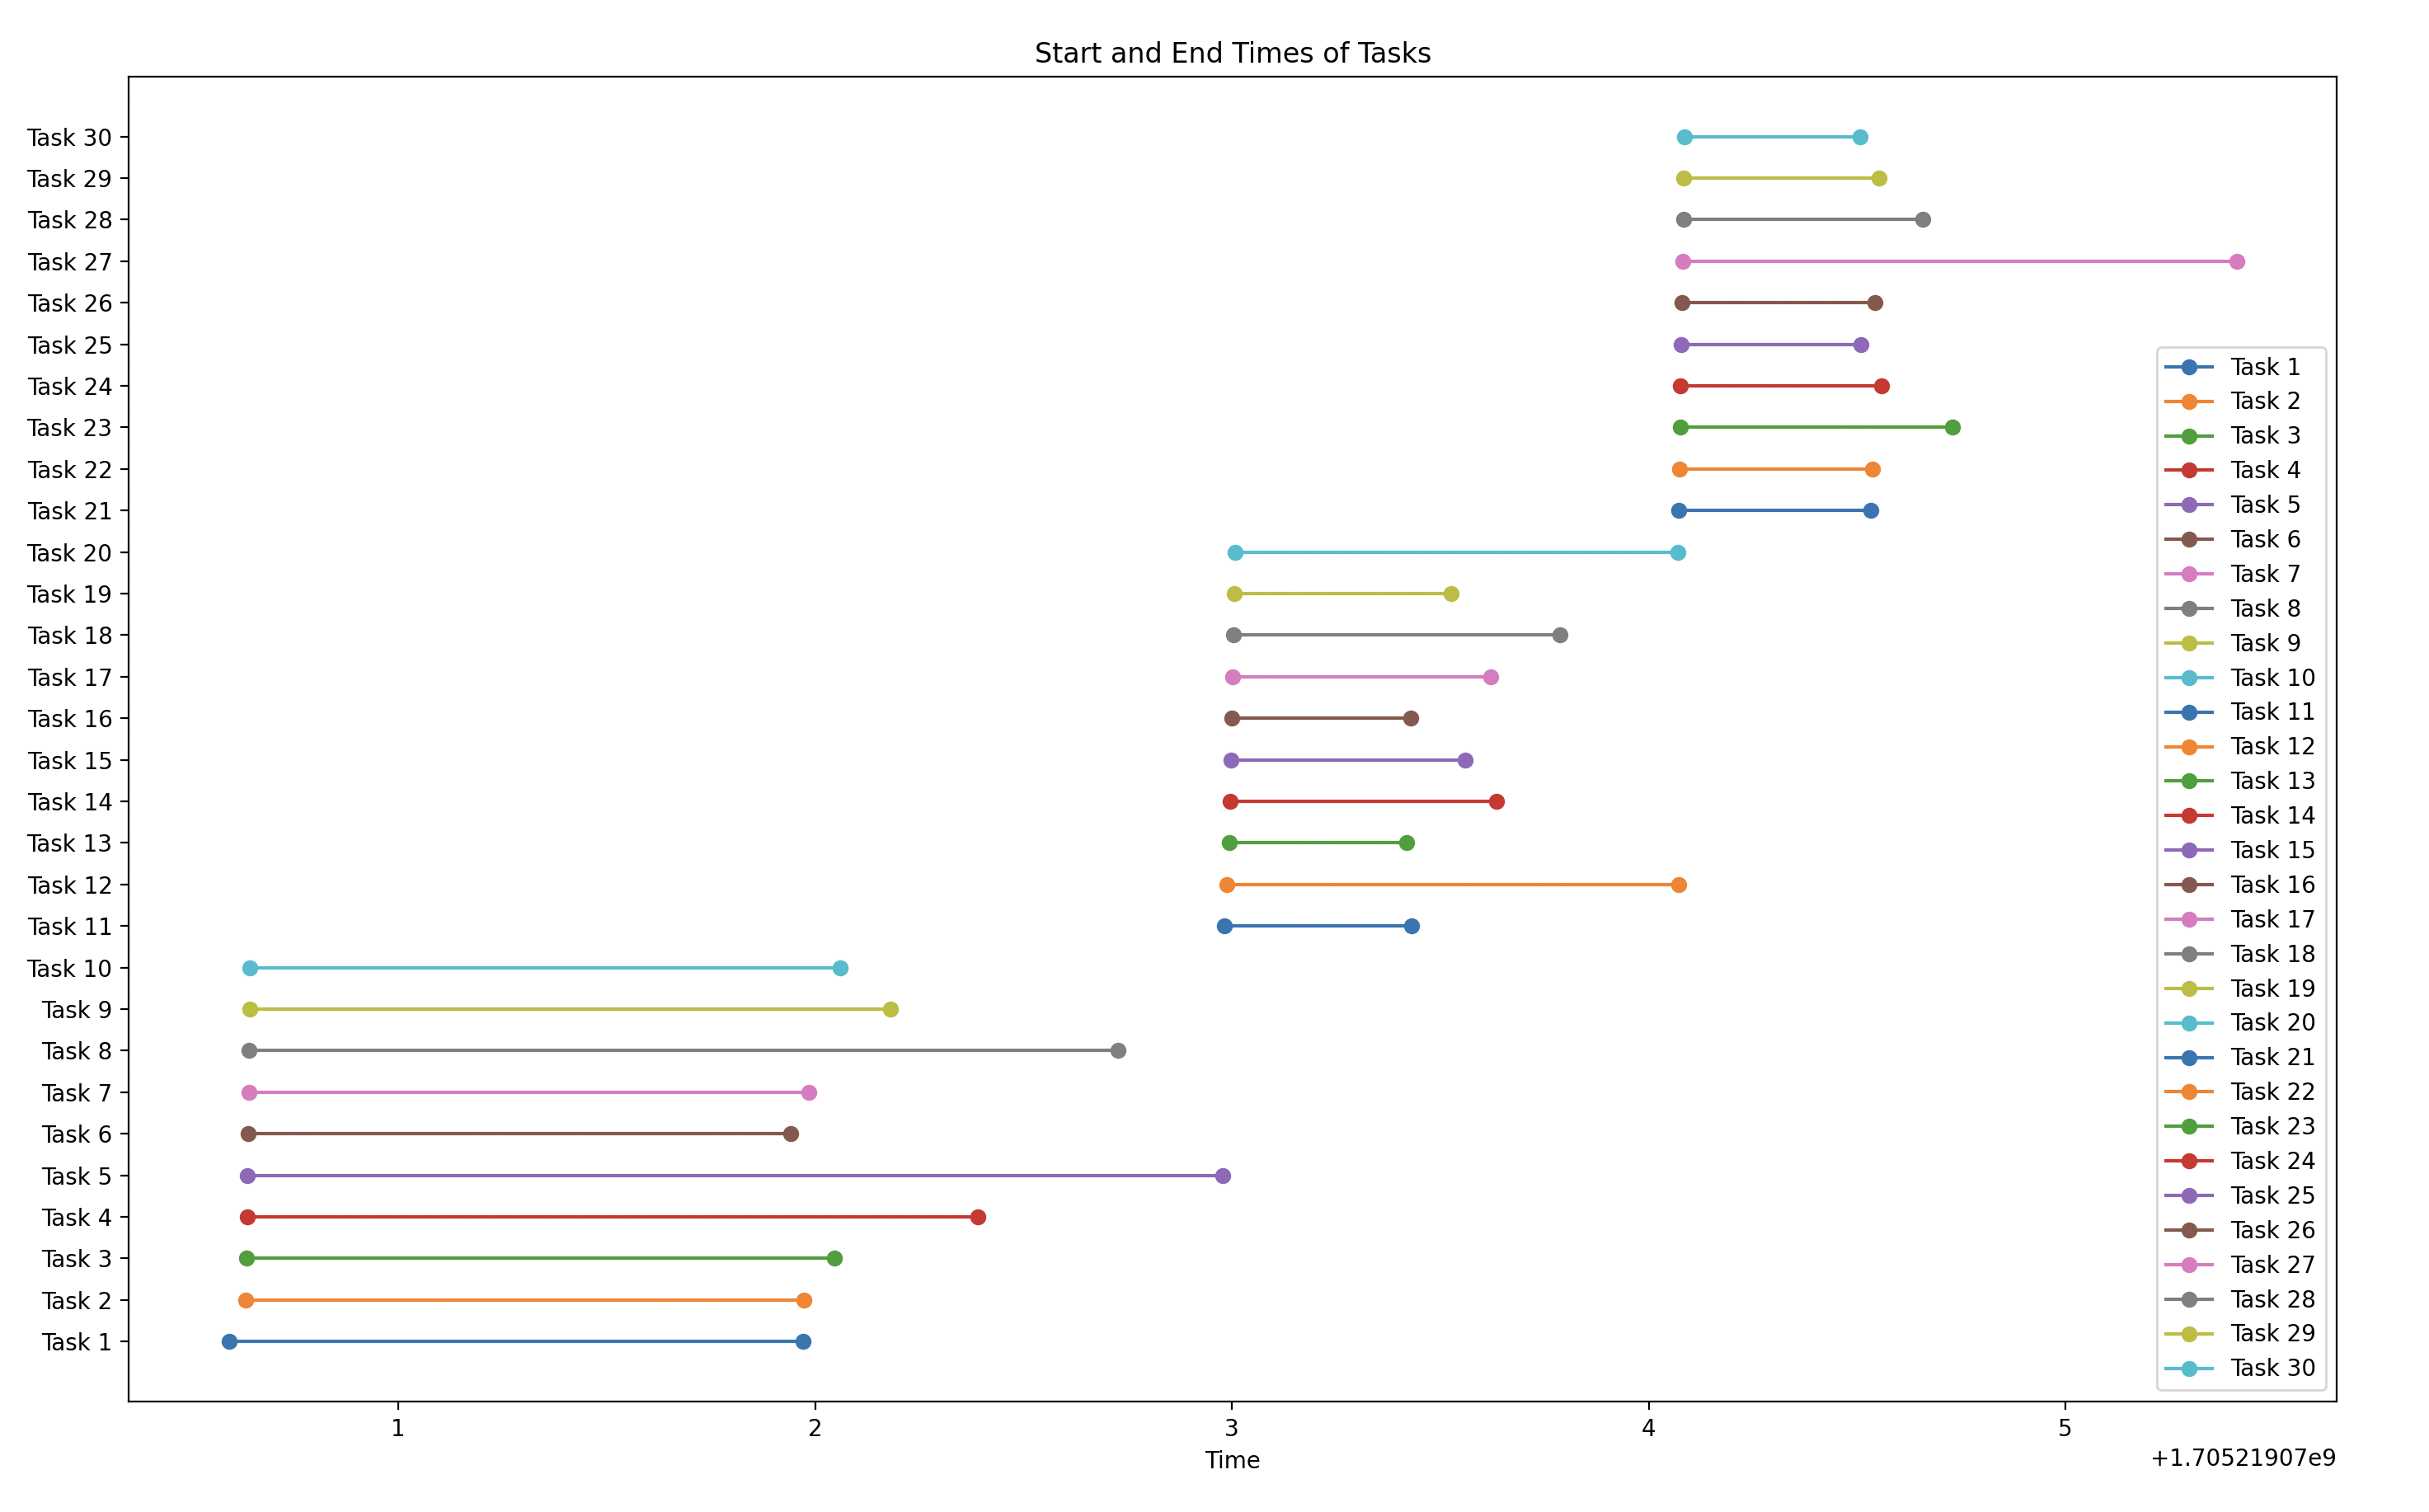 Start and End Times of Tasks
Task 30
Task 29
Task 28
Task 27
Task 26
Task 25
Task 24
Task 23
Task 22
Task 21
Task 20
Task 19
Task 18
Task 17
Task 16
Task 15
Task 14
Task 13
Task 12
Task 11
Task 10
Task 9
Task 8
Task 7
Task 6
Task 5
Task 4
Task 3
Task 2
Task 1
Task 1
Task 2
Task 3
Task 4
Task 5
Task 6
Task 7
Task 8
Task 9
Task 10
Task 11
Task 12
Task 13
Task 14
Task 15
Task 16
Task 17
Task 18
Task 19
Task 20
Task 21
Task 22
Task 23
Task 24
Task 25
Task 26
Task 27
Task 28
Task 29
Task 30
1 2 3 4 5
Time
+1.70521907e9